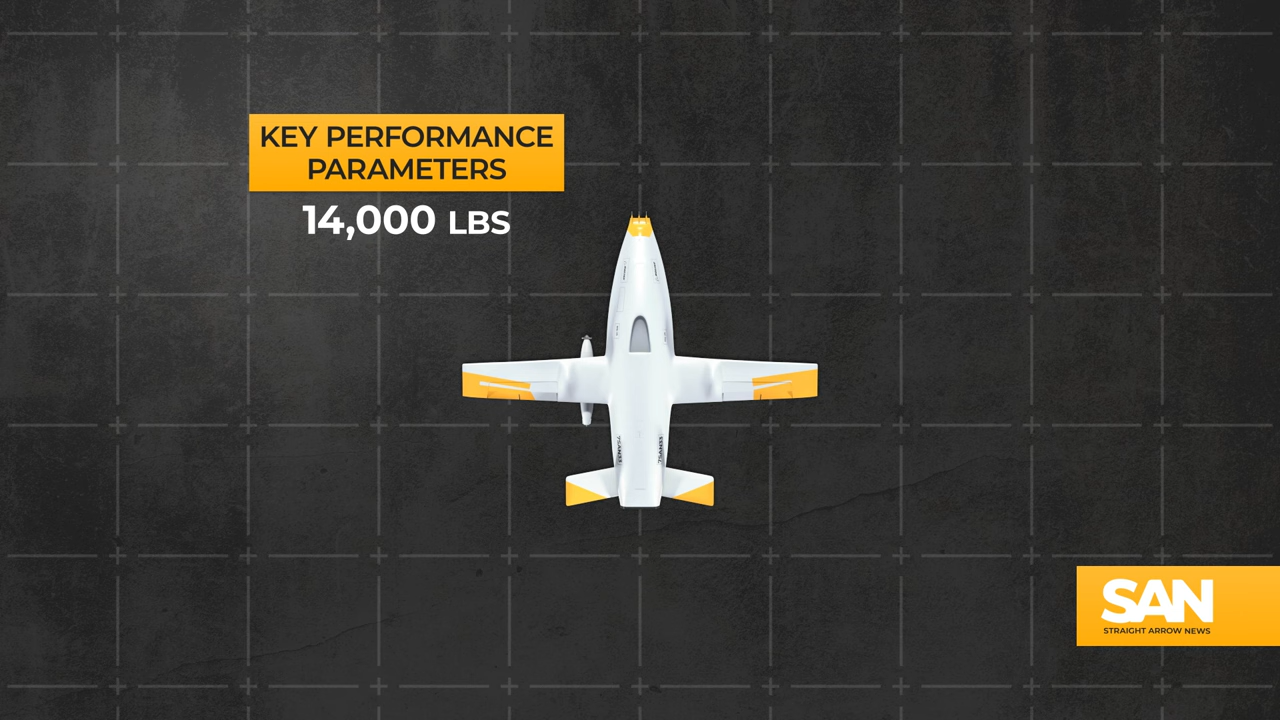 KEY PERFORMANCE
PARAMETERS
14,000 LBS
SAN
STRAIGHT ARROW NEWS